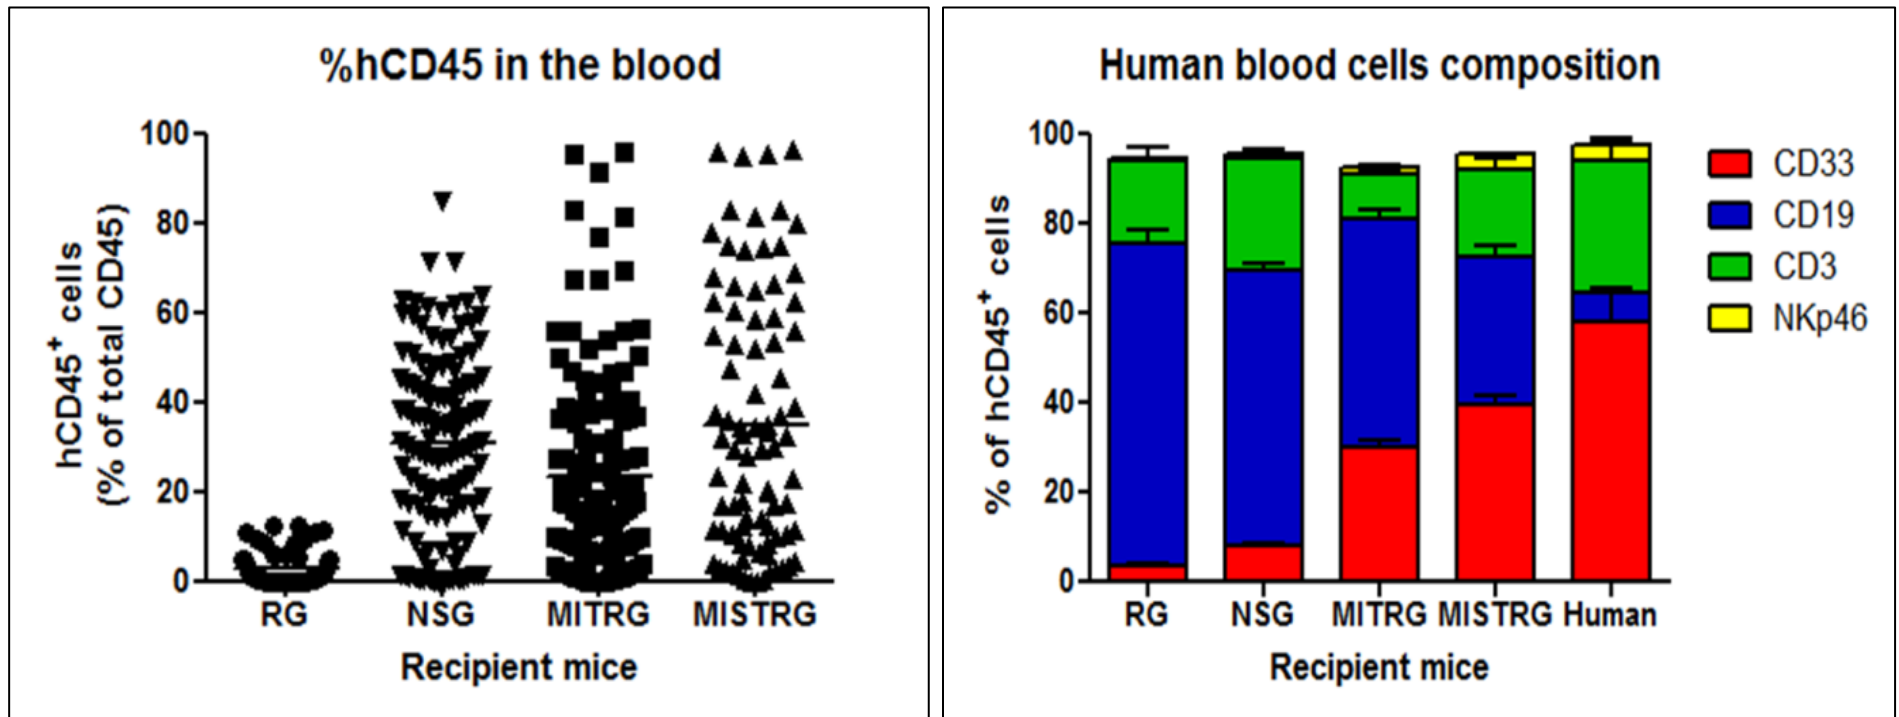 %hCD45 in the blood
hCD45+ cells
(% of total CD45)
100
80
60
40
20
0
RG NSG MITRG MISTRG
Recipient mice
Human blood cells composition
% of hCD45+ cells
100
80
60
40
20
0
RG NSG MITRG MISTRG Human
Recipient mice
CD33
CD19
CD3
NKp46